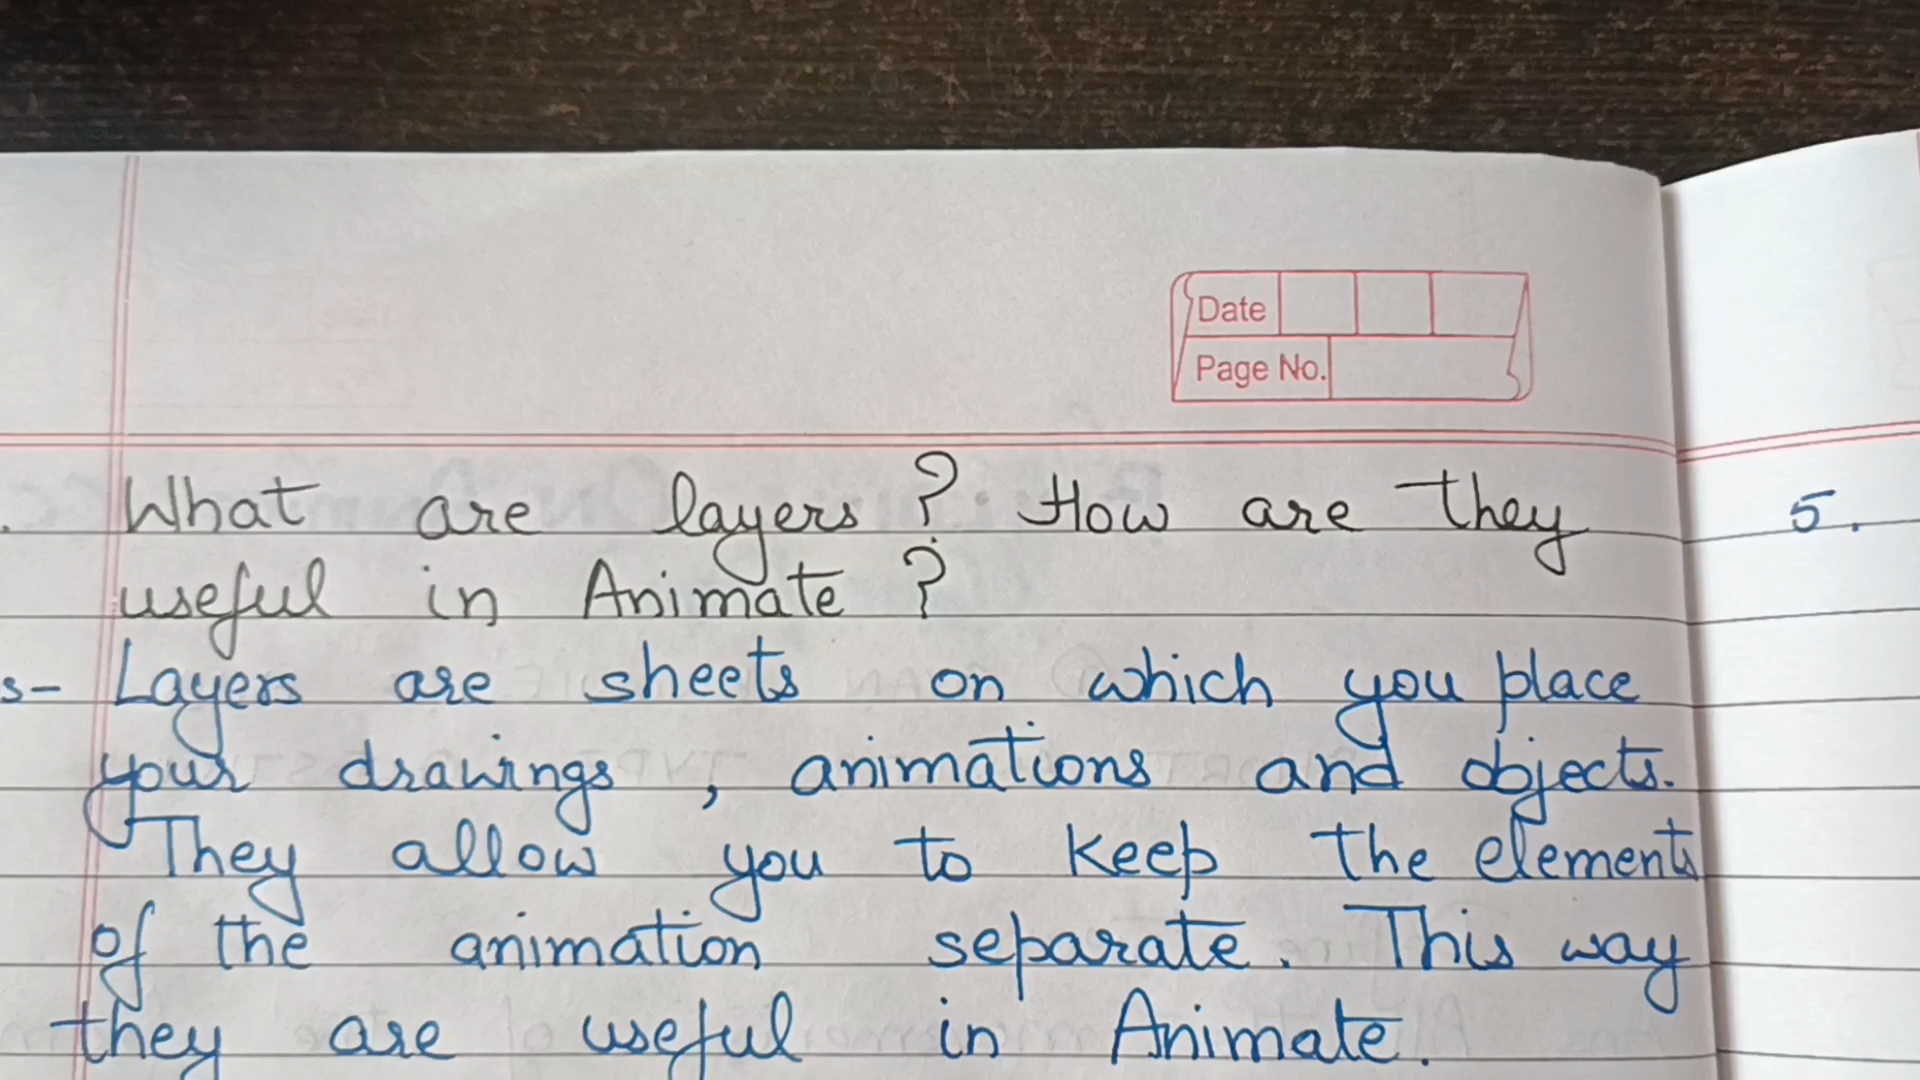 Date
Page No.
. What are layers? How are they
useful in Animate?
s- Layers are sheets on which you place
your drawings, animations and objects.
They allow you to keep the elements
of the animation separate. This way
they are useful in Animate.
5.